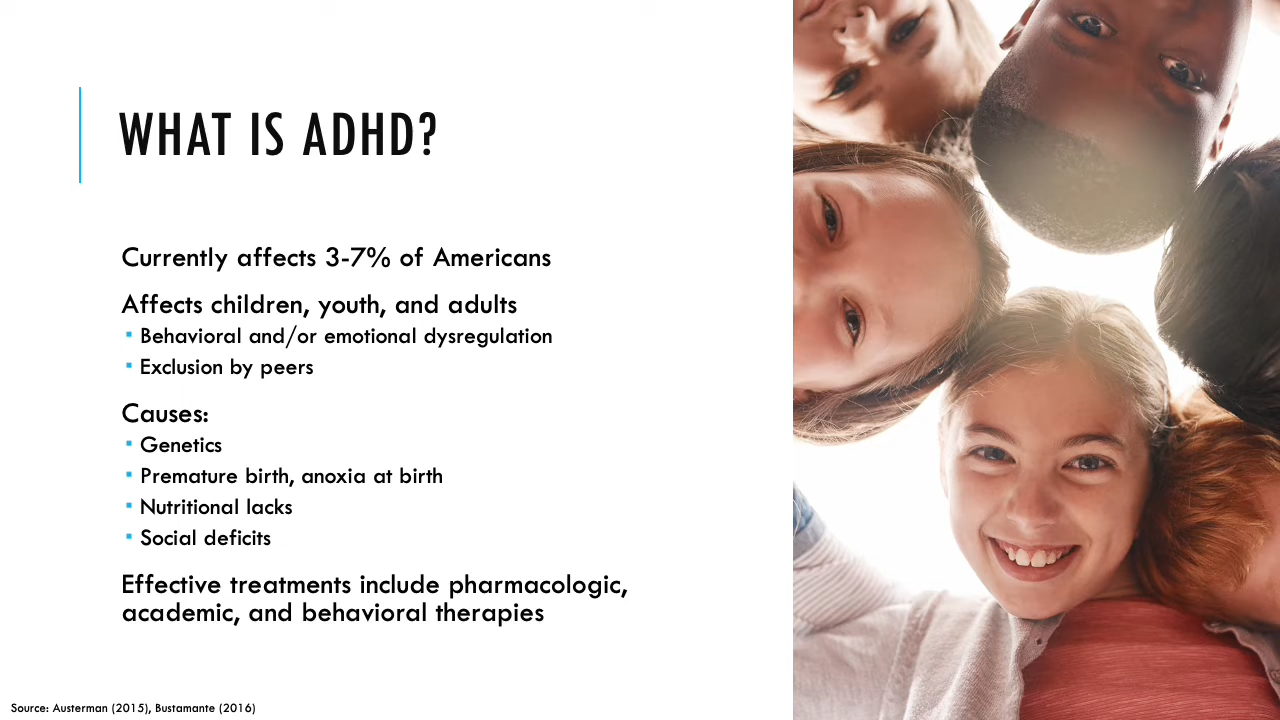 WHAT IS ADHD?
Currently affects 3-7% of Americans
Affects children, youth, and adults
▪ Behavioral and/or emotional dysregulation
▪ Exclusion by peers
Causes:
▪ Genetics
▪ Premature birth, anoxia at birth
▪ Nutritional lacks
▪ Social deficits
Effective treatments include pharmacologic,
academic, and behavioral therapies
Source: Austerman (2015), Bustamante (2016)